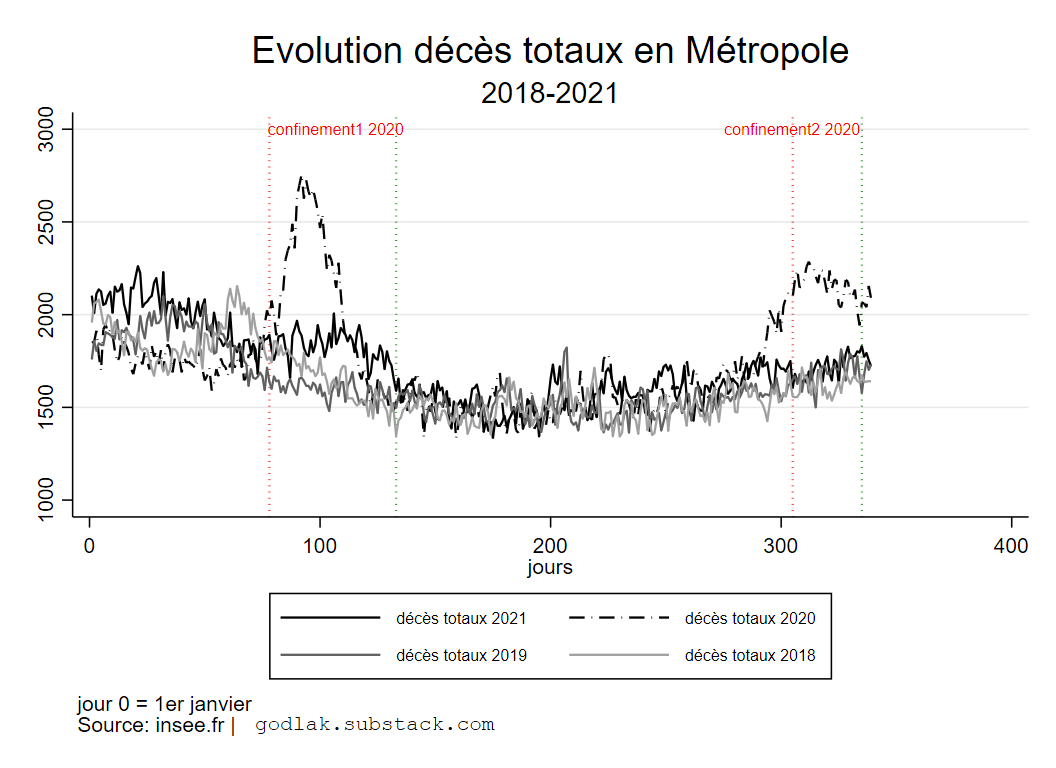 Evolution décès totaux en Métropole
2018-2021
confinement1 2020
confinement2 2020
3000
2500
2000
1500
1000
0
100
200
300
400
jours
décès totaux 2021
décès totaux 2020
décès totaux 2019
décès totaux 2018
jour 0 = 1er janvier
Source: insee.fr | godlak.substack.com